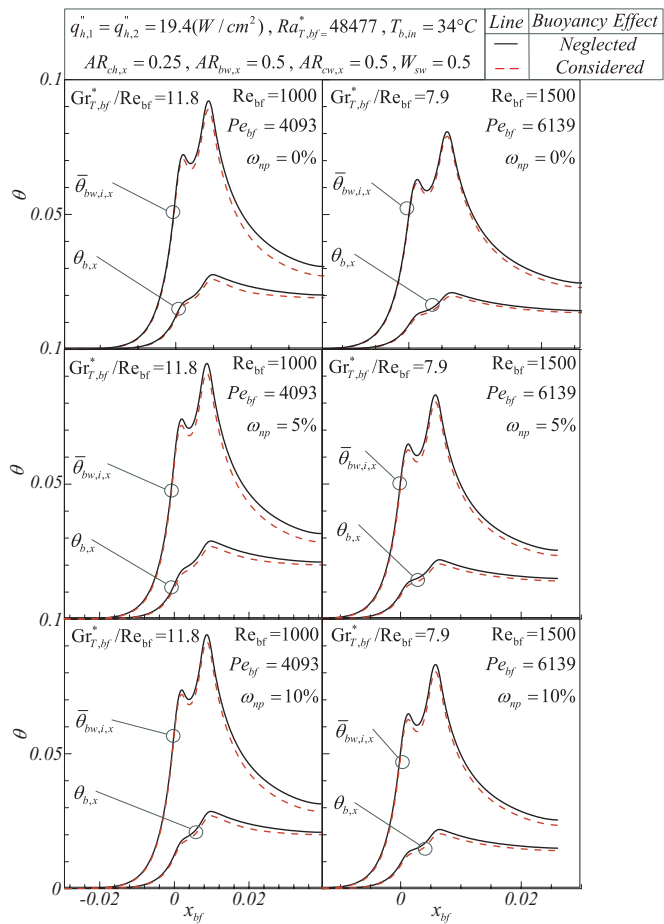 q″h,1 = q″h,2 = 19.4(W/cm²) , Ra*T,bf= 48477 , Tb,in = 34°C
ARch,x = 0.25 , ARbw,x = 0.5 , ARcw,x = 0.5 , Wsw = 0.5
Line Buoyancy Effect
Neglected
Considered
0.1
Gr*T,bf /Rebf =11.8 Rebf =1000
Pebf = 4093
ωnp = 0%
θ̄bw,i,x
θ
0.05
θb,x
Gr*T,bf /Rebf =7.9 Rebf =1500
Pebf = 6139
ωnp = 0%
θ̄bw,i,x
θb,x
0.1
Gr*T,bf /Rebf =11.8 Rebf =1000
Pebf = 4093
ωnp = 5%
θ̄bw,i,x
θ
0.05
θb,x
Gr*T,bf /Rebf =7.9 Rebf =1500
Pebf = 6139
ωnp = 5%
θ̄bw,i,x
θb,x
0.1
Gr*T,bf /Rebf =11.8 Rebf =1000
Pebf = 4093
ωnp = 10%
θ̄bw,i,x
θ
0.05
θb,x
0
Gr*T,bf /Rebf =7.9 Rebf =1500
Pebf = 6139
ωnp = 10%
θ̄bw,i,x
θb,x
-0.02 0 0.02
xbf
0 0.02
xbf